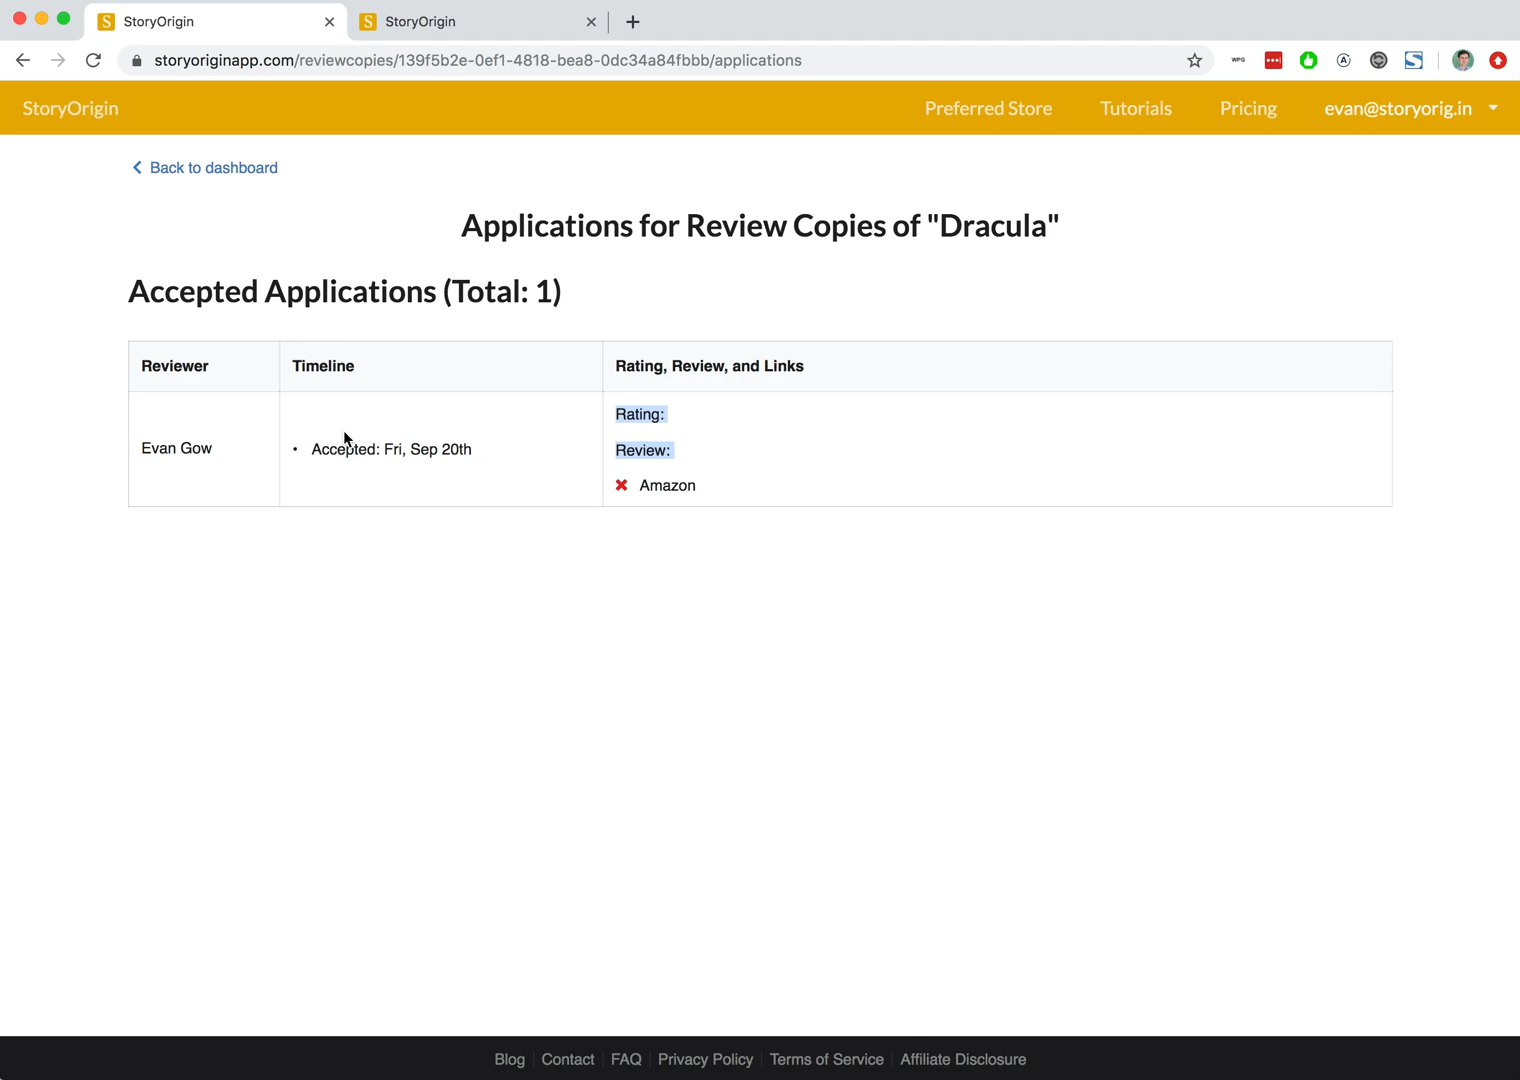 StoryOrigin
StoryOrigin
storyoriginapp.com/reviewcopies/139f5b2e-0ef1-4818-bea8-0dc34a84fbbb/applications
StoryOrigin Preferred Store Tutorials Pricing evan@storyorig.in
Back to dashboard
Applications for Review Copies of "Dracula"
Accepted Applications (Total: 1)
Reviewer Timeline Rating, Review, and Links
Rating:
Evan Gow • Accepted: Fri, Sep 20th Review:
Amazon
Blog Contact FAQ Privacy Policy Terms of Service Affiliate Disclosure